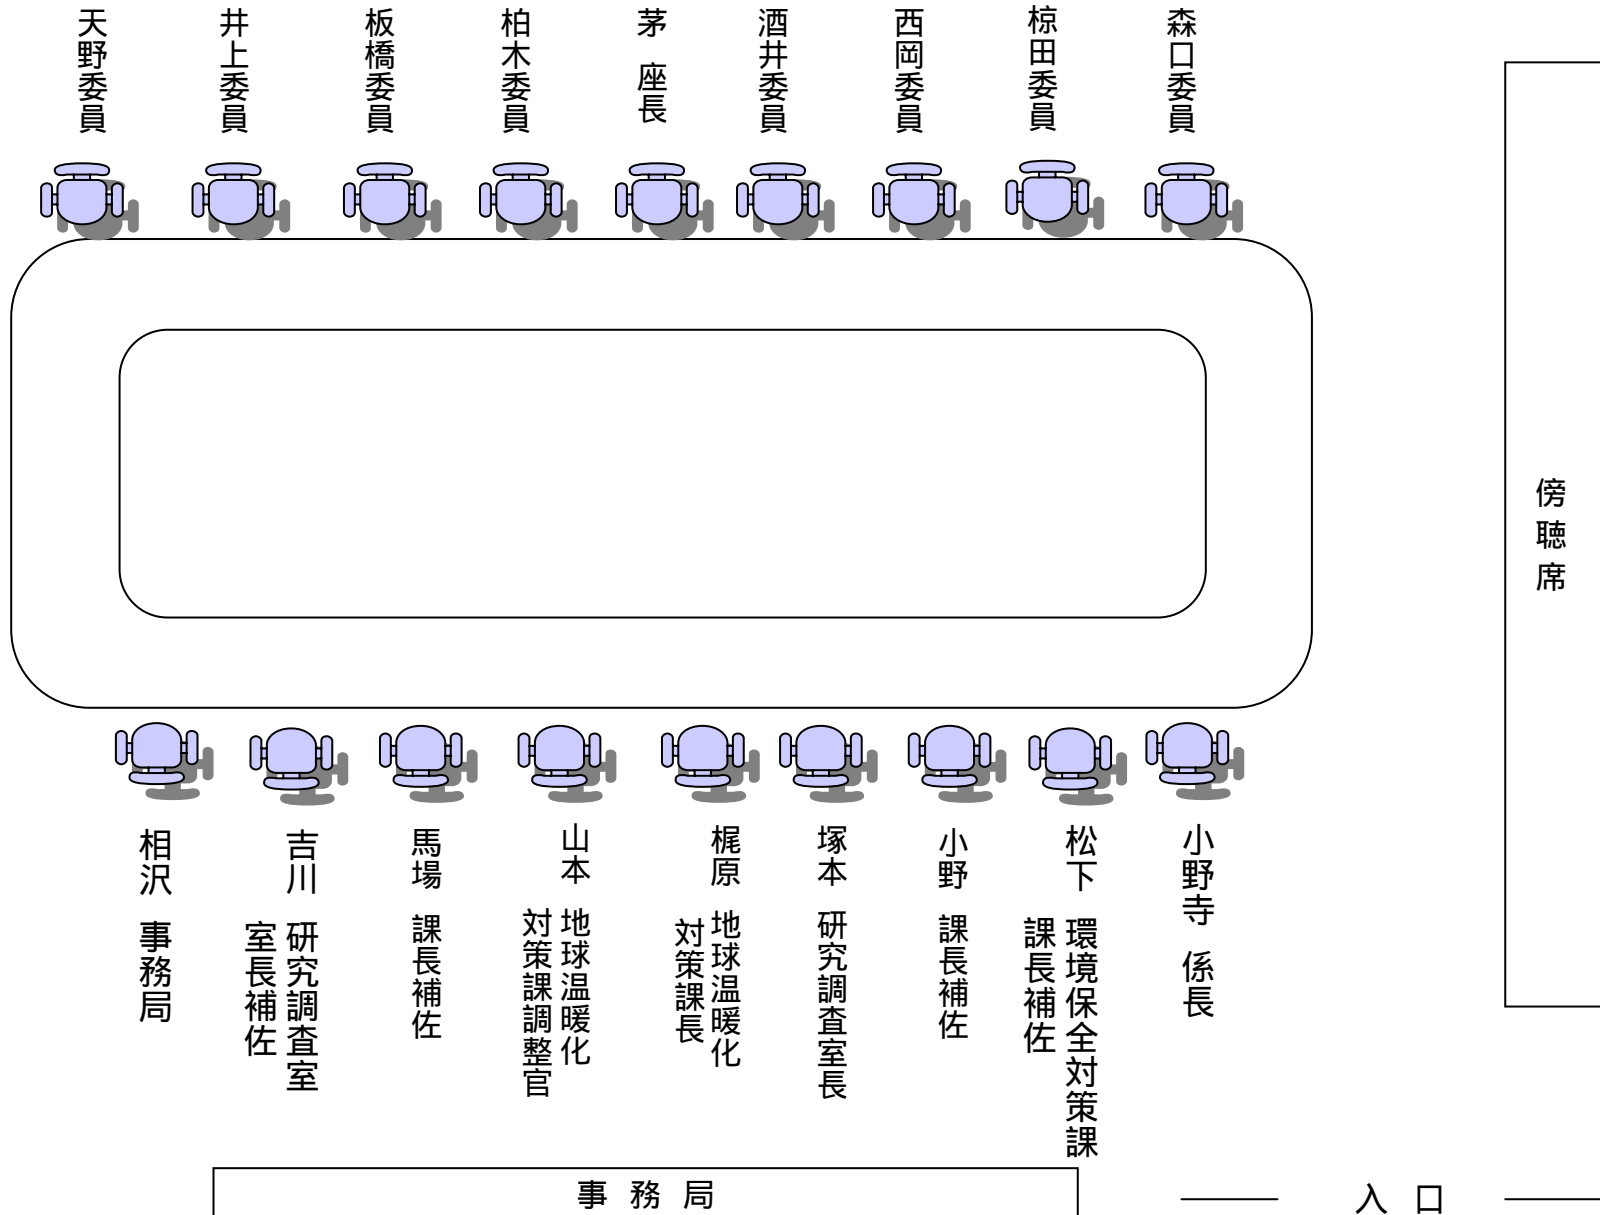 天野委員
井上委員
板橋委員
柏木委員
茅 座長
酒井委員
西岡委員
椋田委員
森口委員
傍聴席
相沢 事務局
吉川 研究調査室
室長補佐
馬場 課長補佐
山本 地球温暖化
対策課調整官
梶原 地球温暖化
対策課長
塚本 研究調査室長
小野 課長補佐
松下 環境保全対策課
課長補佐
小野寺 係長
事務局
入口